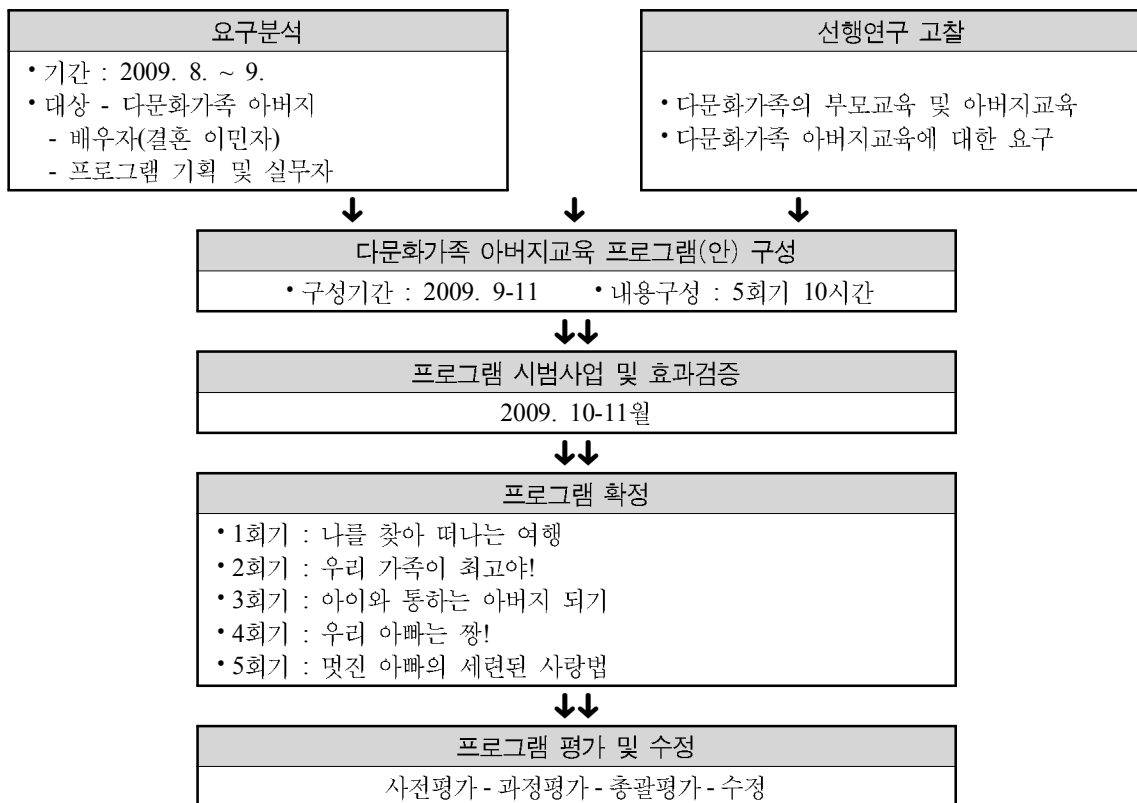 요구분석
• 기간 : 2009. 8. ~ 9.
• 대상 - 다문화가족 아버지
- 배우자(결혼 이민자)
- 프로그램 기획 및 실무자
선행연구 고찰
• 다문화가족의 부모교육 및 아버지교육
• 다문화가족 아버지교육에 대한 요구
다문화가족 아버지교육 프로그램(안) 구성
• 구성기간 : 2009. 9-11 • 내용구성 : 5회기 10시간
프로그램 시범사업 및 효과검증
2009. 10-11월
프로그램 확정
• 1회기 : 나를 찾아 떠나는 여행
• 2회기 : 우리 가족이 최고야!
• 3회기 : 아이와 통하는 아버지 되기
• 4회기 : 우리 아빠는 짱!
• 5회기 : 멋진 아빠의 세련된 사랑법
프로그램 평가 및 수정
사전평가 - 과정평가 - 총괄평가 - 수정